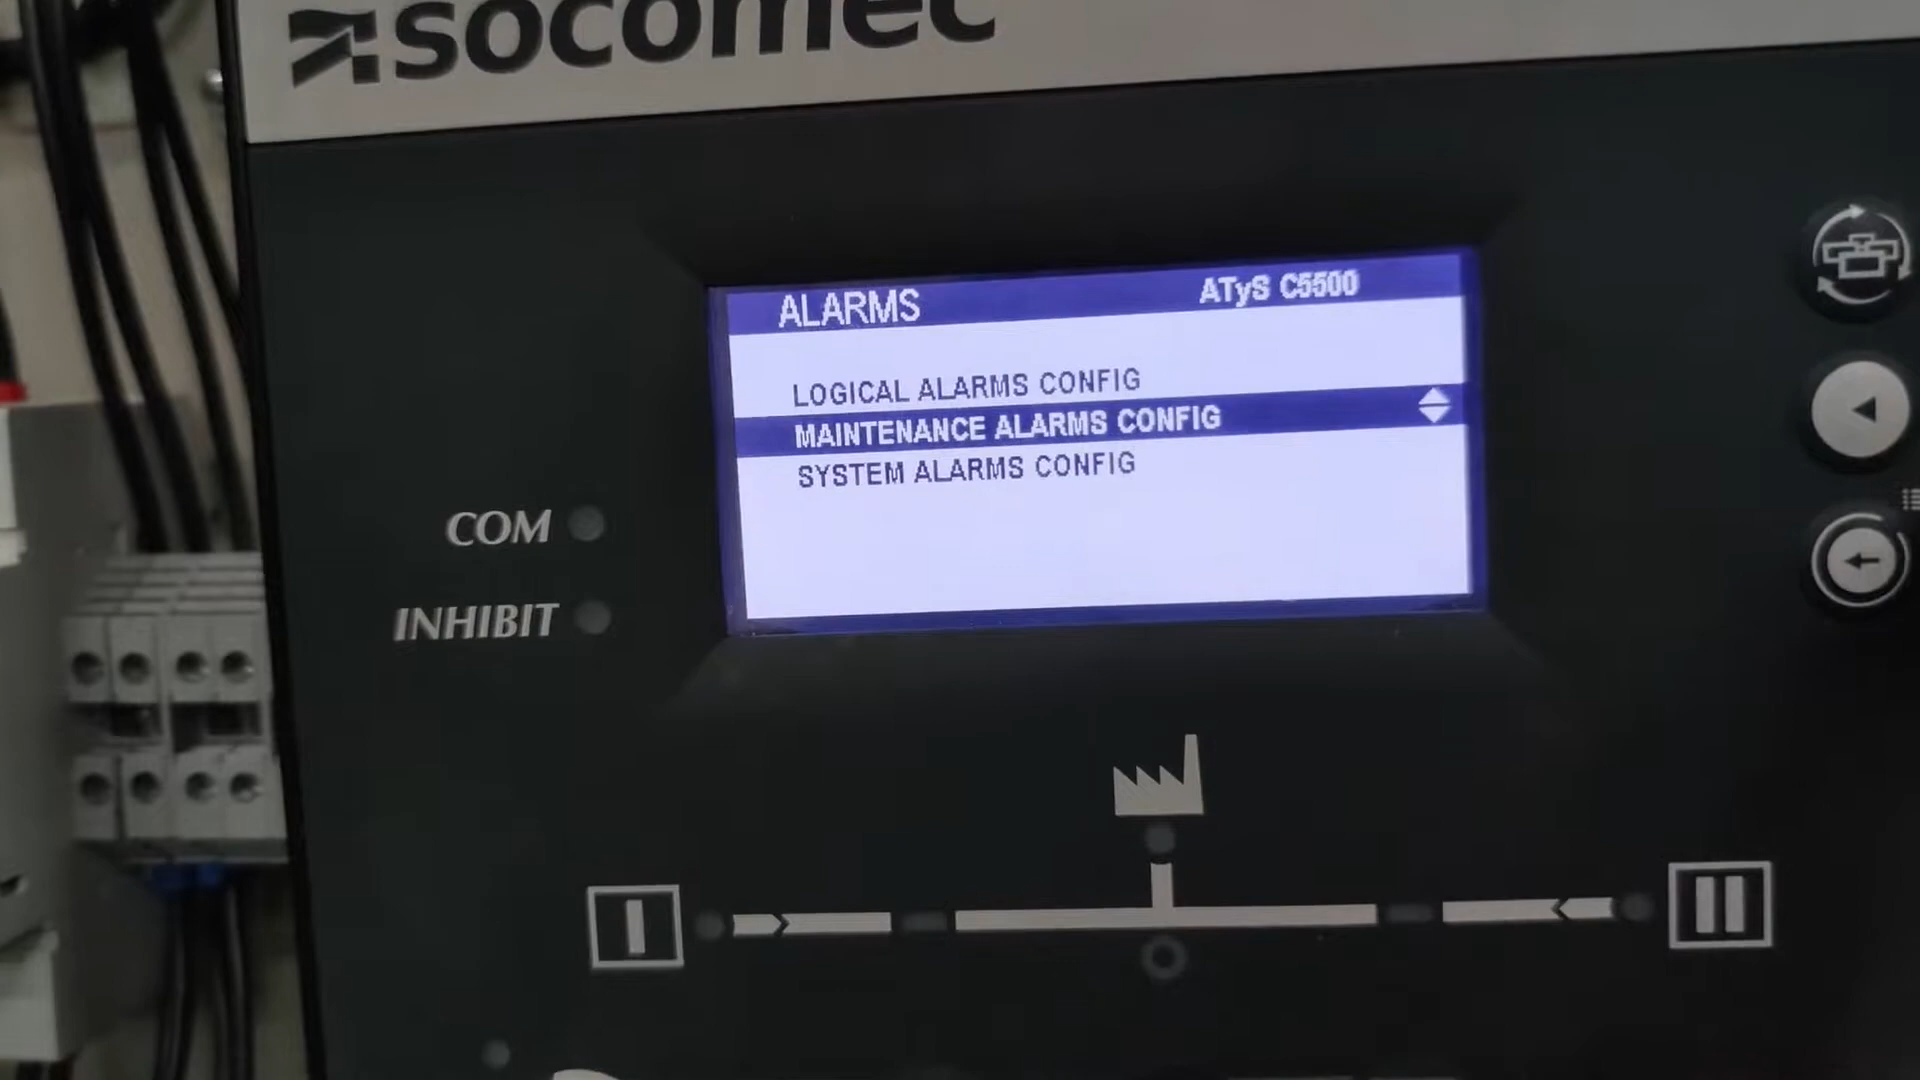 socomec
ALARMS ATyS C5500
LOGICAL ALARMS CONFIG
MAINTENANCE ALARMS CONFIG
SYSTEM ALARMS CONFIG
COM
INHIBIT
I II